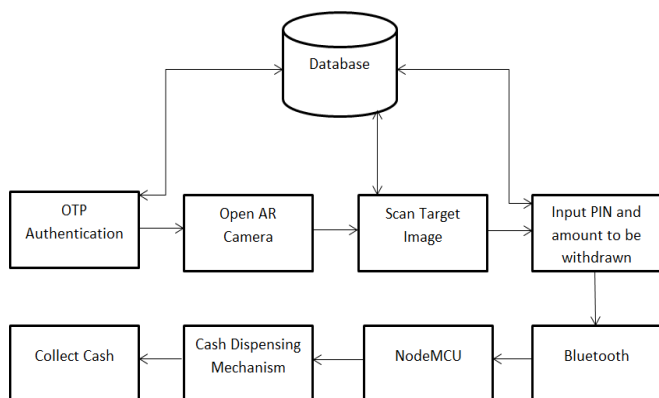 Database
OTP
Authentication
Open AR
Camera
Scan Target
Image
Input PIN and
amount to be
withdrawn
Collect Cash
Cash Dispensing
Mechanism
NodeMCU
Bluetooth